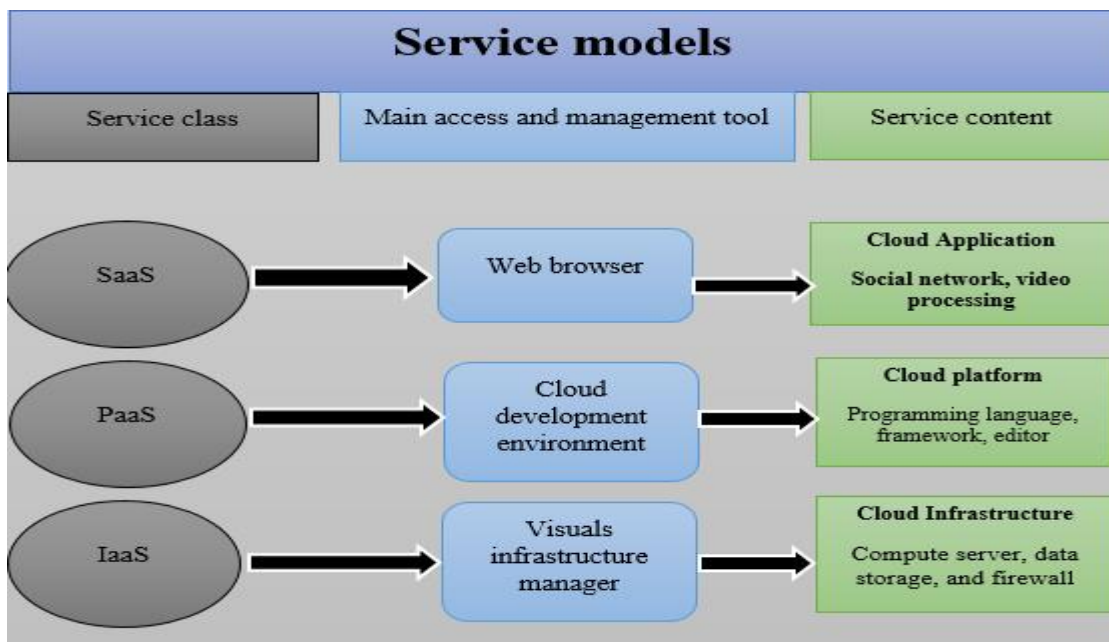 Service models
Service class
Main access and management tool
Service content
SaaS
Web browser
Cloud Application
Social network, video
processing
PaaS
Cloud
development
environment
Cloud platform
Programming language,
framework, editor
IaaS
Visuals
infrastructure
manager
Cloud Infrastructure
Compute server, data
storage, and firewall